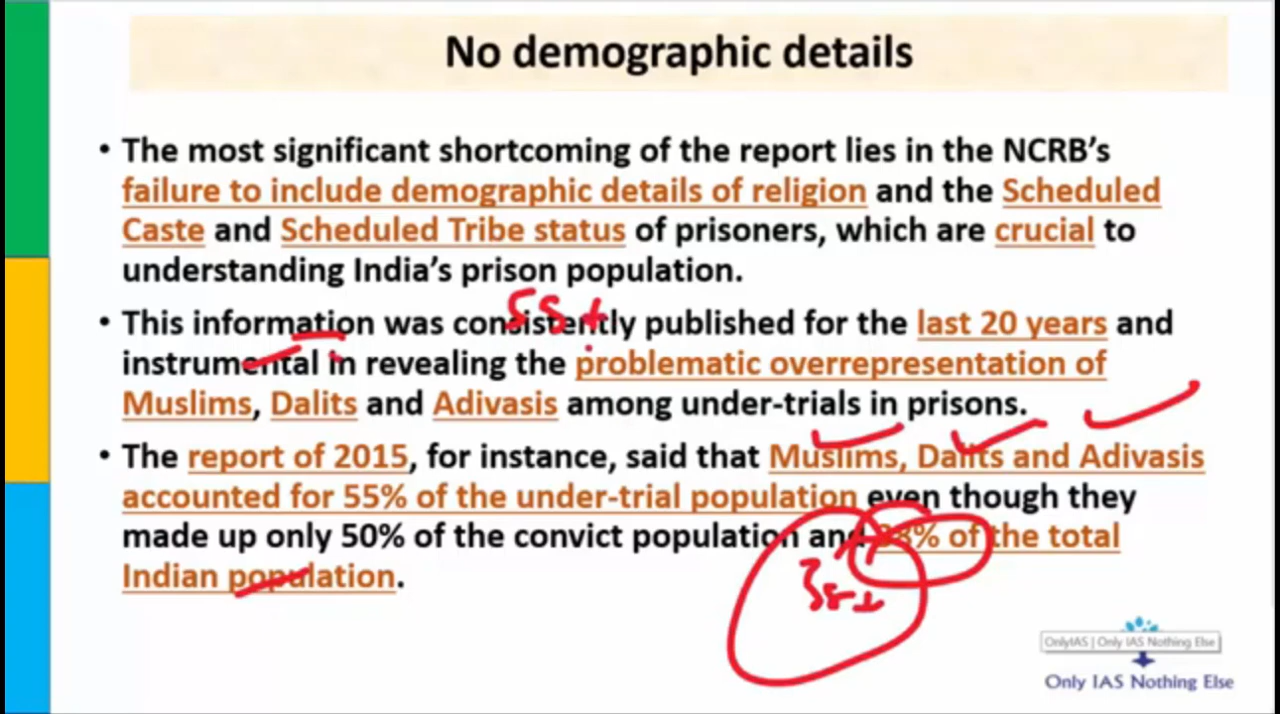 No demographic details
• The most significant shortcoming of the report lies in the NCRB's
failure to include demographic details of religion and the Scheduled
Caste and Scheduled Tribe status of prisoners, which are crucial to
understanding India's prison population.
• This information was consistently published for the last 20 years and
instrumental in revealing the problematic overrepresentation of
Muslims, Dalits and Adivasis among under-trials in prisons.
• The report of 2015, for instance, said that Muslims, Dalits and Adivasis
accounted for 55% of the under-trial population even though they
made up only 50% of the convict population and 38% of the total
Indian population.
OnlyIAS | Only IAS Nothing Else
Only IAS Nothing Else